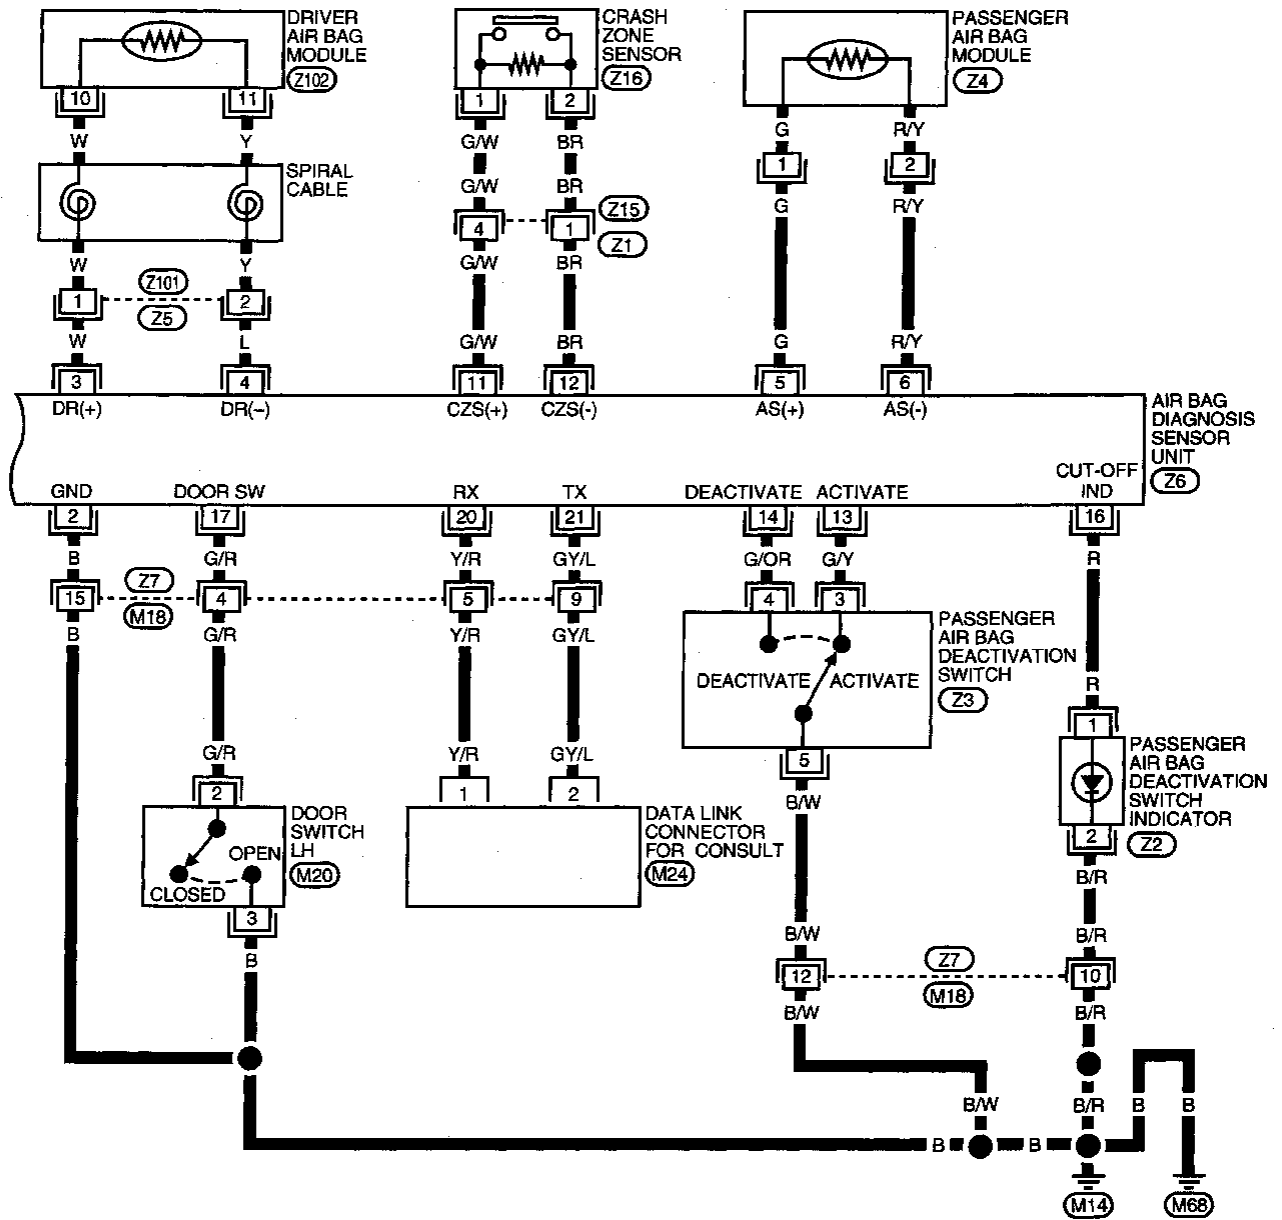 DRIVER
AIR BAG
MODULE
Z102
CRASH
ZONE
SENSOR
Z16
PASSENGER
AIR BAG
MODULE
Z4
10 11 1 2
W Y G/W BR G R/Y
1 2
SPIRAL
CABLE
G/W BR G R/Y
Z15
4 1
Z1
W Y G/W BR
Z101
1 2
Z5
W L G/W BR G R/Y
3 4 11 12 5 6
DR(+) DR(-) CZS(+) CZS(-) AS(+) AS(-)
AIR BAG
DIAGNOSIS
SENSOR
UNIT
Z6
GND DOOR SW RX TX DEACTIVATE ACTIVATE CUT-OFF
IND
2 17 20 21 14 13 16
B G/R Y/R GY/L G/OR G/Y R
Z7
15 4 5 9 4 3
M18
B G/R Y/R GY/L
PASSENGER
AIR BAG
DEACTIVATION
SWITCH
Z3
DEACTIVATE ACTIVATE
R
G/R Y/R GY/L 5 1
2 1 2 B/W
PASSENGER
AIR BAG
DEACTIVATION
SWITCH
INDICATOR
Z2
DOOR
SWITCH
LH
M20
OPEN
CLOSED
DATA LINK
CONNECTOR
FOR CONSULT
M24
2
B/R
3
B B/W B/R
Z7
12 10
M18
B/W B/R
B/W B/R B B
B B
M14 M68